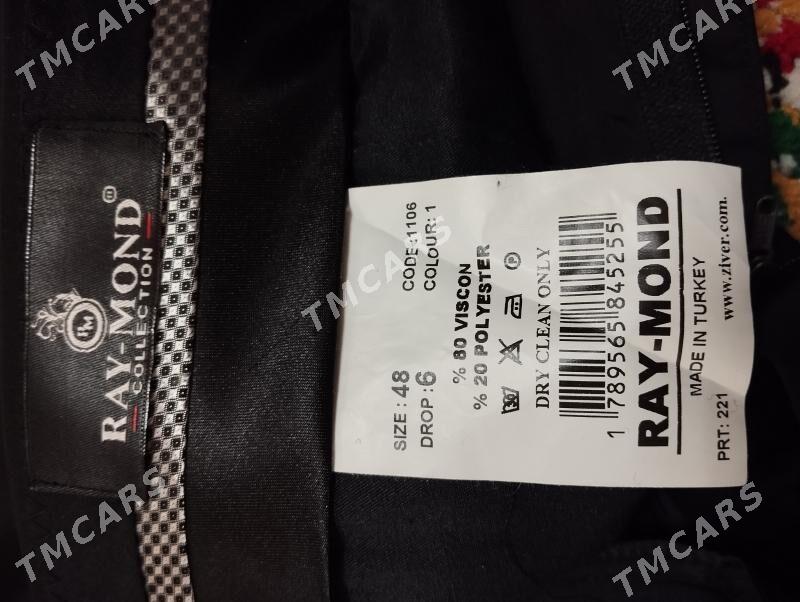 RAY-MOND®
COLLECTION
SIZE : 48
CODE :1106
DROP :6
COLOUR: 1
% 80 VISCON
% 20 POLYESTER
DRY CLEAN ONLY
1 789565 845255
RAY-MOND
MADE IN TURKEY
PRT: 221
www.ziver.com.
TMCARS
TMCARS
TMCARS
TMCARS
TMCARS